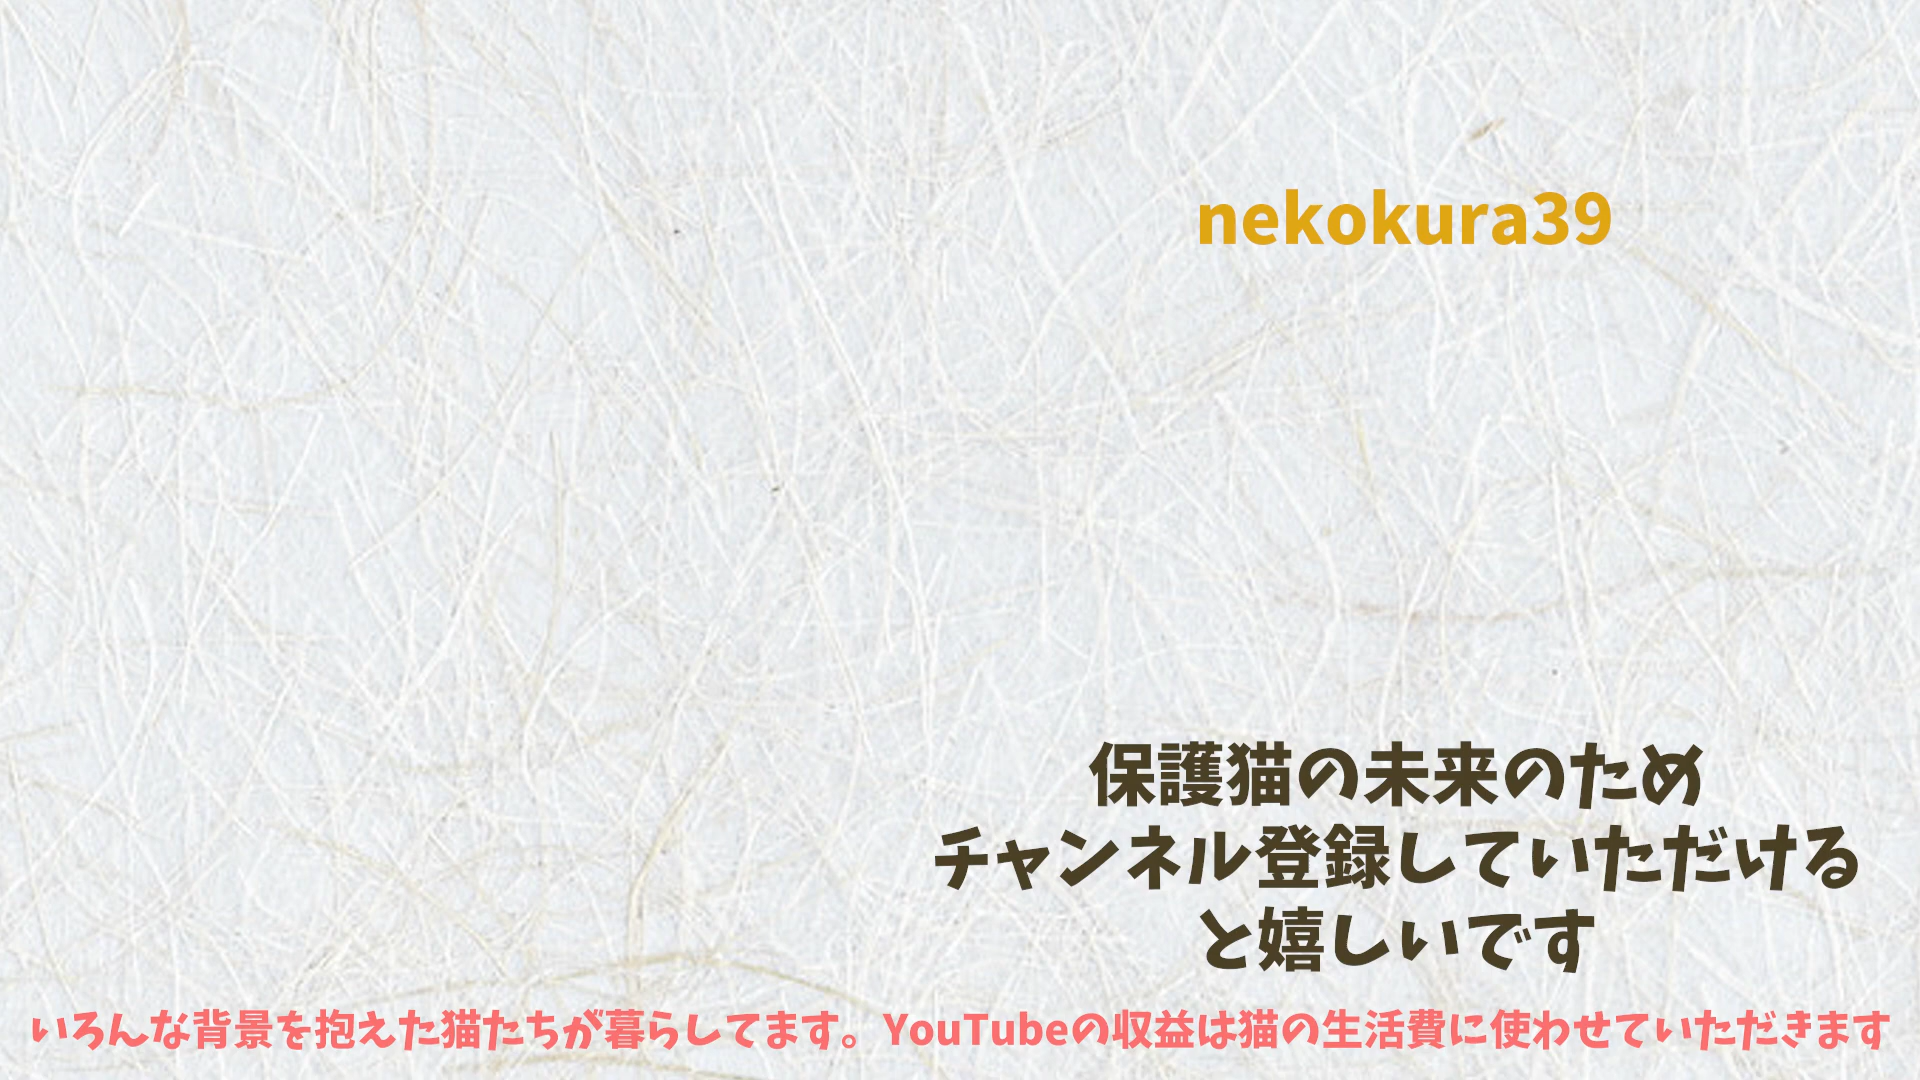 nekokura39
保護猫の未来のため
チャンネル登録していただける
と嬉しいです
いろんな背景を抱えた猫たちが暮らしてます。YouTubeの収益は猫の生活費に使わせていただきます